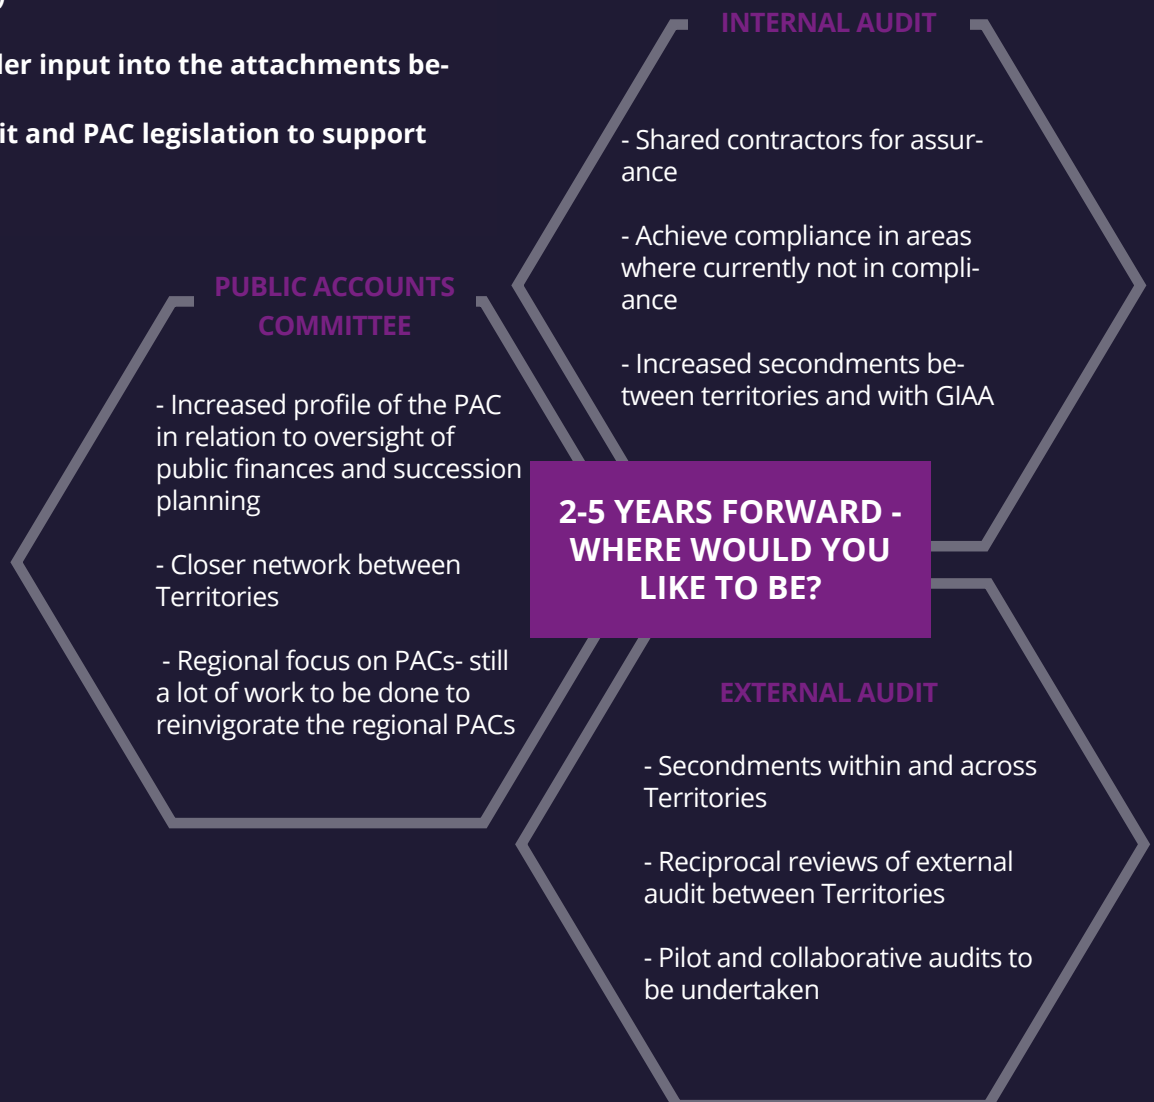 input into the attachments be-
and PAC legislation to support
INTERNAL AUDIT
- Shared contractors for assur-
ance
- Achieve compliance in areas
where currently not in compli-
ance
- Increased secondments be-
tween territories and with GIAA
PUBLIC ACCOUNTS
COMMITTEE
- Increased profile of the PAC
in relation to oversight of
public finances and succession
planning
- Closer network between
Territories
- Regional focus on PACs- still
a lot of work to be done to
reinvigorate the regional PACs
2-5 YEARS FORWARD -
WHERE WOULD YOU
LIKE TO BE?
EXTERNAL AUDIT
- Secondments within and across
Territories
- Reciprocal reviews of external
audit between Territories
- Pilot and collaborative audits to
be undertaken